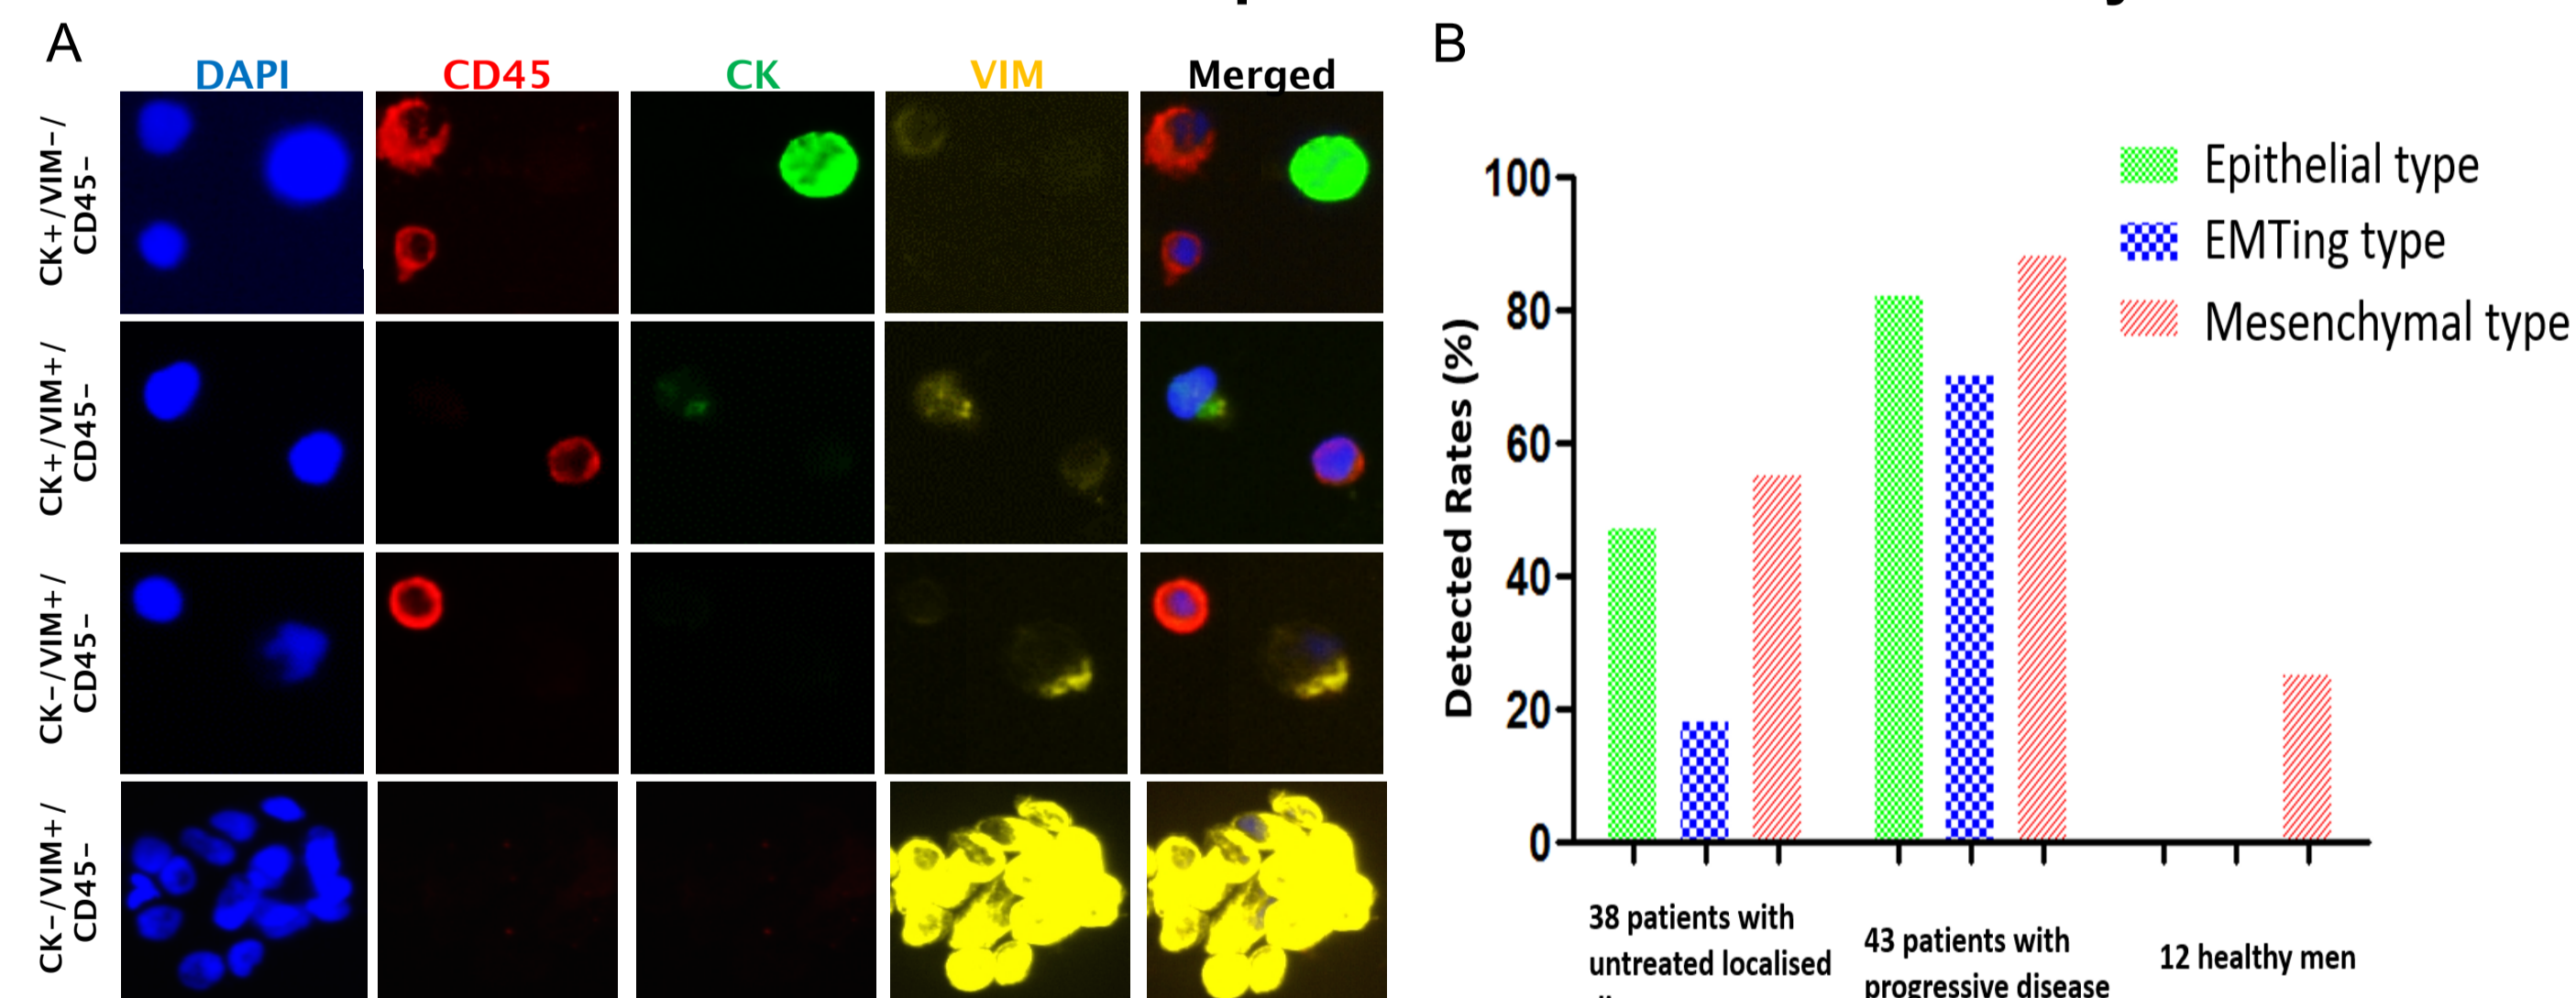 A
B
DAPI
CD45
CK
VIM
Merged
CK+/VIM-/
CD45-
CK+/VIM+/
CD45-
CK-/VIM+/
CD45-
CK-/VIM+/
CD45-
Detected Rates (%)
100
80
60
40
20
0
Epithelial type
EMTing type
Mesenchymal type
38 patients with
untreated localised
43 patients with
progressive disease
12 healthy men